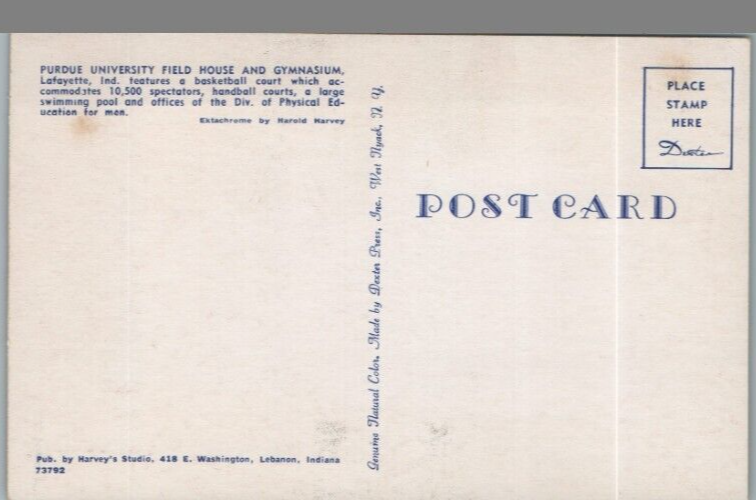 PURDUE UNIVERSITY FIELD HOUSE AND GYMNASIUM,
Lafayette, Ind. features a basketball court which ac-
commodates 10,500 spectators, handball courts, a large
swimming pool and offices of the Div. of Physical Ed-
ucation for men.
Ektachrome by Harold Harvey
Pub. by Harvey's Studio, 418 E. Washington, Lebanon, Indiana
73792
Genuine Natural Color, Made by Dexter Press, Inc., West Nyack, N. Y.
POST CARD
PLACE
STAMP
HERE
Dexter